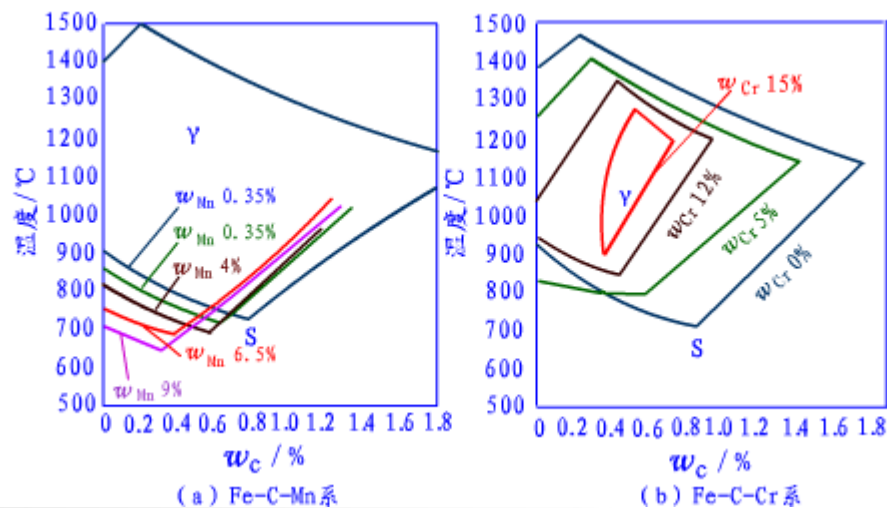 1500
1400
1300
1200
1100
1000
900
800
700
600
500
温度/℃
γ
w Mn 0.35%
w Mn 0.35%
w Mn 4%
w Mn 6.5%
w Mn 9%
S
0 0.2 0.4 0.6 0.8 1.0 1.2 1.4 1.6 1.8
w c / %
(a) Fe-C-Mn系
1500
1400
1300
1200
1100
1000
900
800
700
600
500
温度/℃
w Cr 15%
γ
w Cr 12%
w Cr 5%
w Cr 0%
S
0 0.2 0.4 0.6 0.8 1.0 1.2 1.4 1.6 1.8
w c / %
(b) Fe-C-Cr系